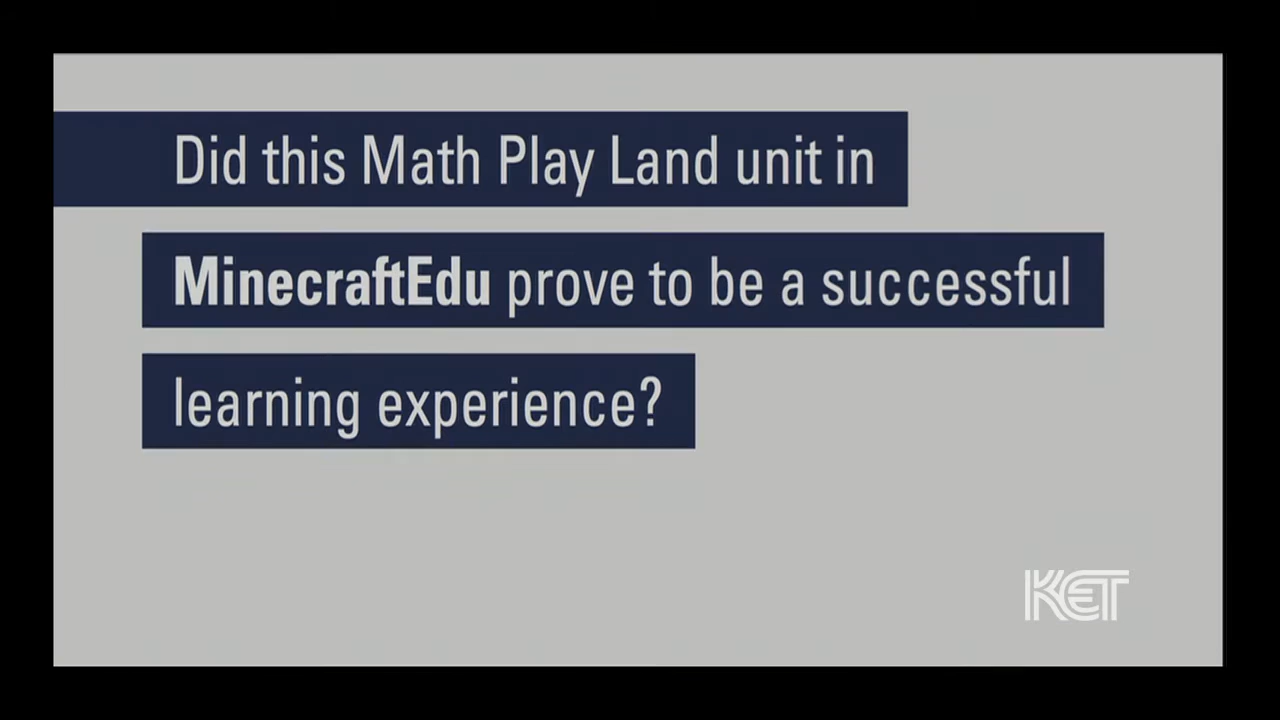 Did this Math Play Land unit in
MinecraftEdu prove to be a successful
learning experience?
KET